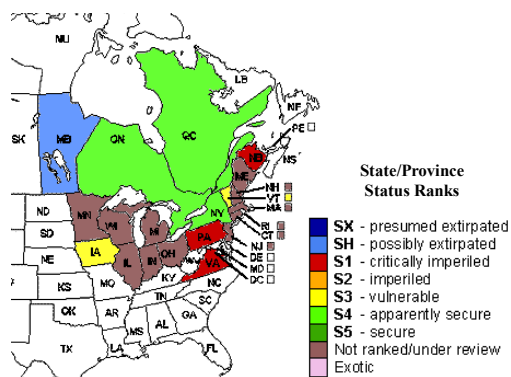 NU
LB
NF
PE
SK
MB
ON
QC
NB
NS
ME
NH
VT
MA
ND
MN
WI
MI
NY
RI
CT
SD
IA
PA
NJ
DE
MD
DC
NE
IL
IN
OH
WV
VA
KS
MO
KY
NC
TN
OK
AR
SC
MS
AL
GA
TX
LA
FL
State/Province
Status Ranks
SX - presumed extirpated
SH - possibly extirpated
S1 - critically imperiled
S2 - imperiled
S3 - vulnerable
S4 - apparently secure
S5 - secure
Not ranked/under review
Exotic